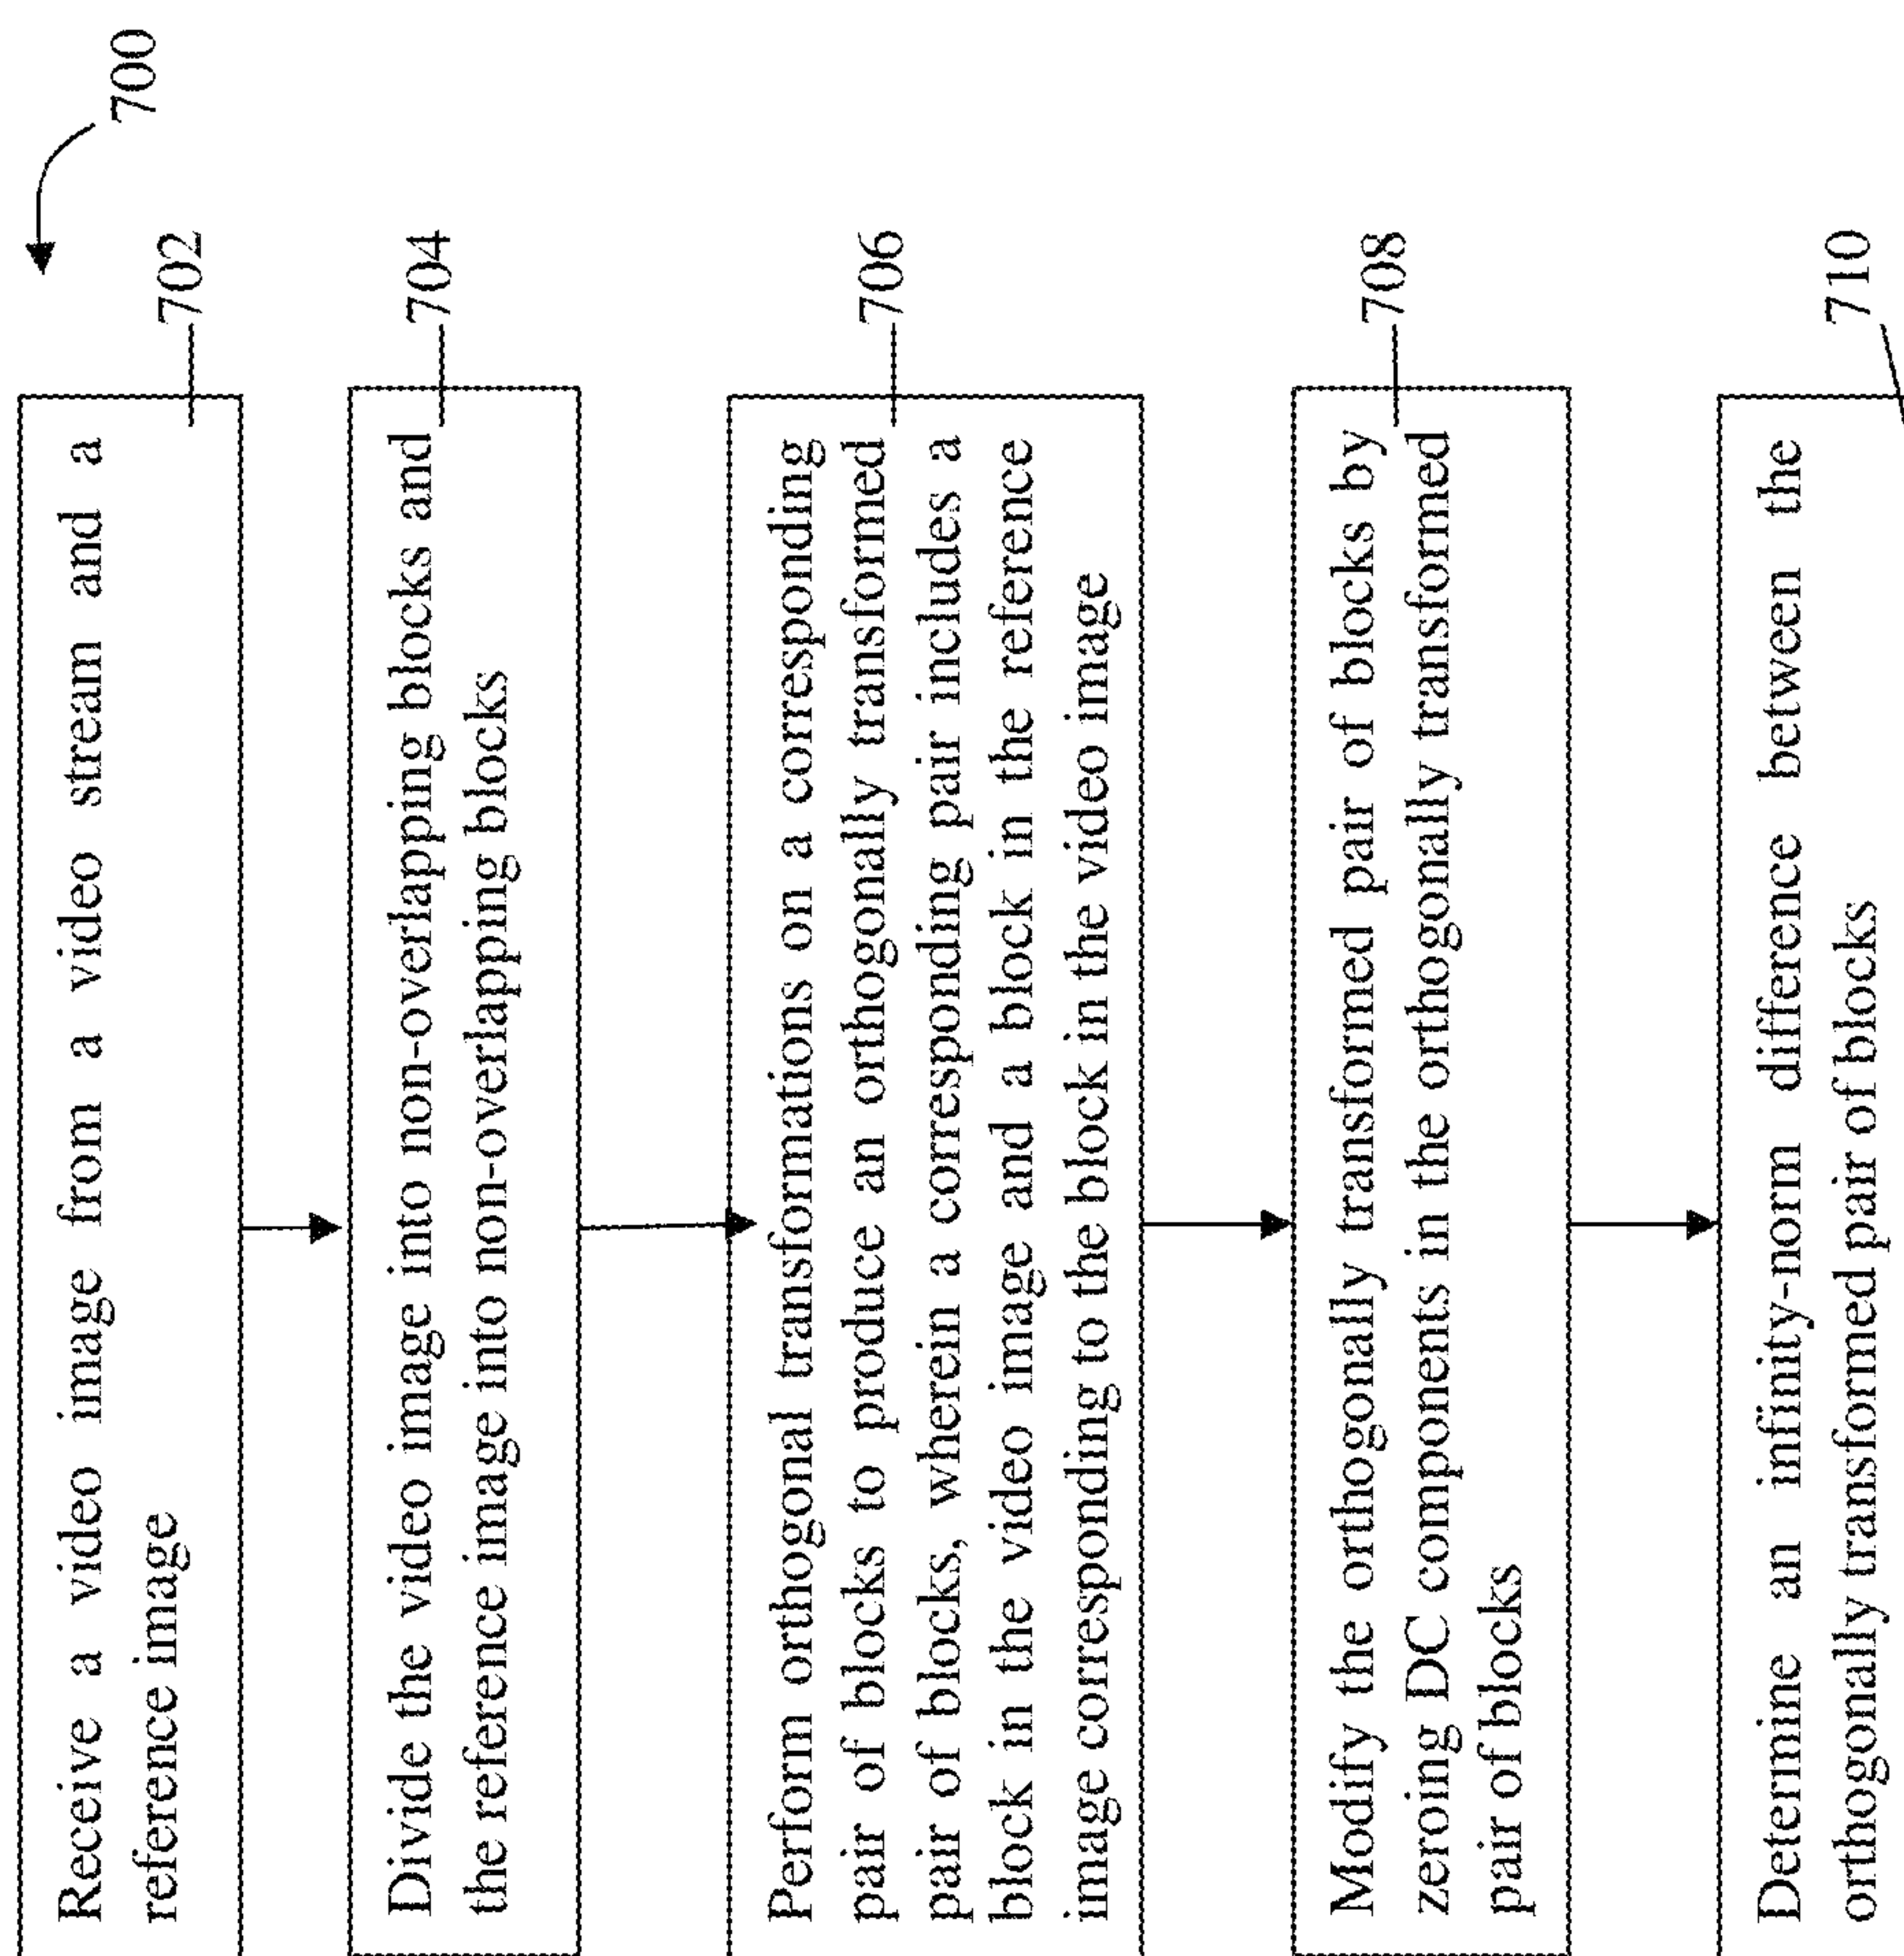 700
Receive a video image from a video stream and a
reference image
702
Divide the video image into non-overlapping blocks and
the reference image into non-overlapping blocks
704
Perform orthogonal transformations on a corresponding
pair of blocks to produce an orthogonally transformed
pair of blocks, wherein a corresponding pair includes a
block in the video image and a block in the reference
image corresponding to the block in the video image
706
Modify the orthogonally transformed pair of blocks by
zeroing DC components in the orthogonally transformed
pair of blocks
708
Determine an infinity-norm difference between the
orthogonally transformed pair of blocks
710